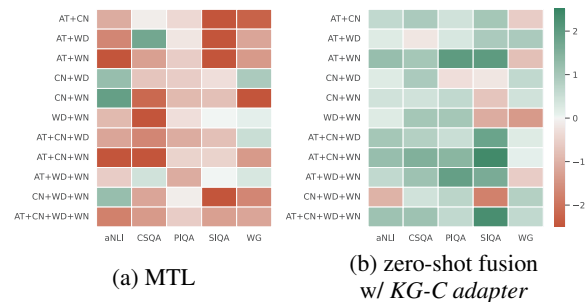 AT+CN
AT+WD
AT+WN
CN+WD
CN+WN
WD+WN
AT+CN+WD
AT+CN+WN
AT+WD+WN
CN+WD+WN
AT+CN+WD+WN
aNLI CSQA PIQA SIQA WG
(a) MTL
AT+CN
AT+WD
AT+WN
CN+WD
CN+WN
WD+WN
AT+CN+WD
AT+CN+WN
AT+WD+WN
CN+WD+WN
AT+CN+WD+WN
aNLI CSQA PIQA SIQA WG
2
1
0
−1
−2
(b) zero-shot fusion
w/ KG-C adapter